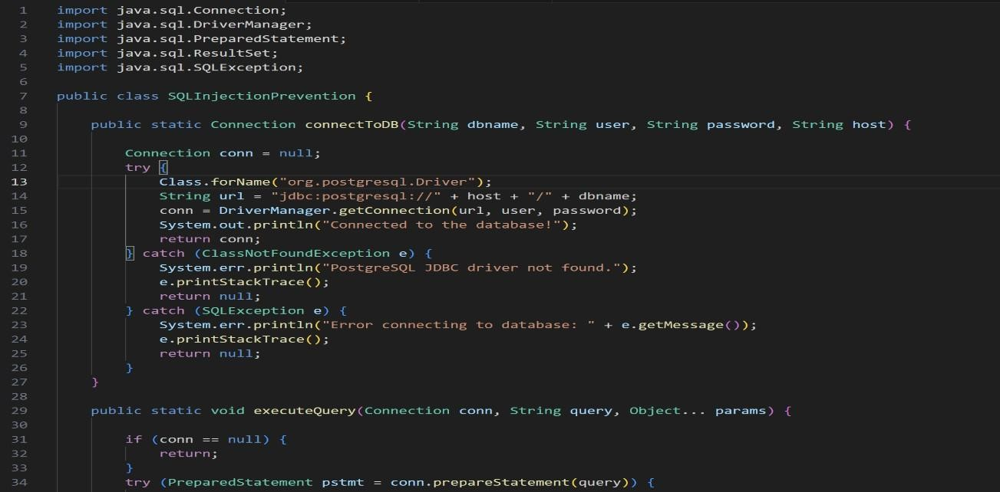 1 import java.sql.Connection;
2 import java.sql.DriverManager;
3 import java.sql.PreparedStatement;
4 import java.sql.ResultSet;
5 import java.sql.SQLException;
6
7 public class SQLInjectionPrevention {
8
9 public static Connection connectToDB(String dbname, String user, String password, String host) {
10
11 Connection conn = null;
12 try {
13 Class.forName("org.postgresql.Driver");
14 String url = "jdbc:postgresql://" + host + "/" + dbname;
15 conn = DriverManager.getConnection(url, user, password);
16 System.out.println("Connected to the database!");
17 return conn;
18 } catch (ClassNotFoundException e) {
19 System.err.println("PostgreSQL JDBC driver not found.");
20 e.printStackTrace();
21 return null;
22 } catch (SQLException e) {
23 System.err.println("Error connecting to database: " + e.getMessage());
24 e.printStackTrace();
25 return null;
26 }
27 }
28
29 public static void executeQuery(Connection conn, String query, Object... params) {
30
31 if (conn == null) {
32 return;
33 }
34 try (PreparedStatement pstmt = conn.prepareStatement(query)) {